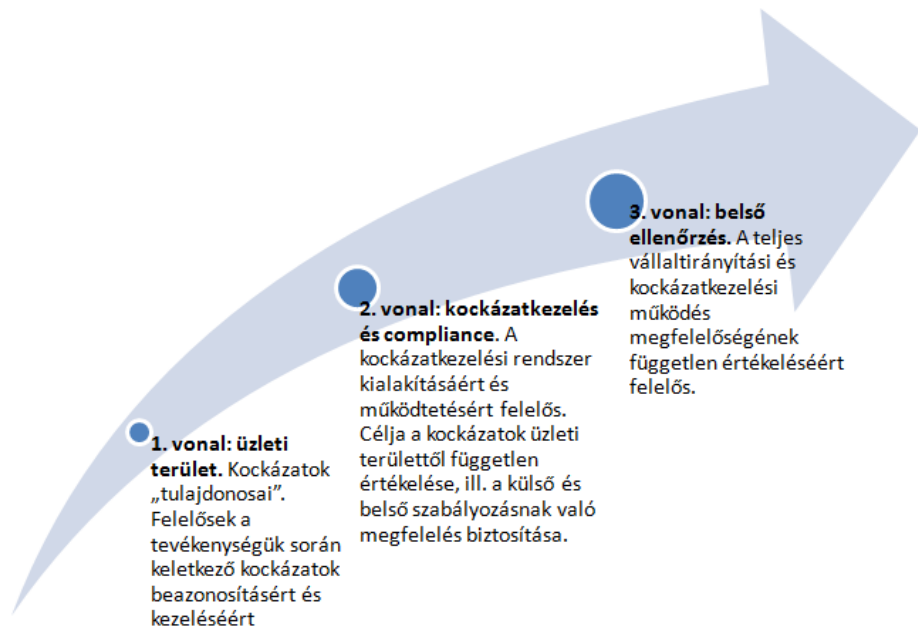 1. vonal: üzleti
terület. Kockázatok
„tulajdonosai”.
Felelősek a
tevékenységük során
keletkező kockázatok
beazonosításért és
kezeléséért
2. vonal: kockázatkezelés
és compliance. A
kockázatkezelési rendszer
kialakításáért és
működtetésért felelős.
Célja a kockázatok üzleti
területtől független
értékelése, ill. a külső és
belső szabályozásnak való
megfelelés biztosítása.
3. vonal: belső
ellenőrzés. A teljes
vállaltirányítási és
kockázatkezelési
működés
megfelelőségének
független értékeléséért
felelős.